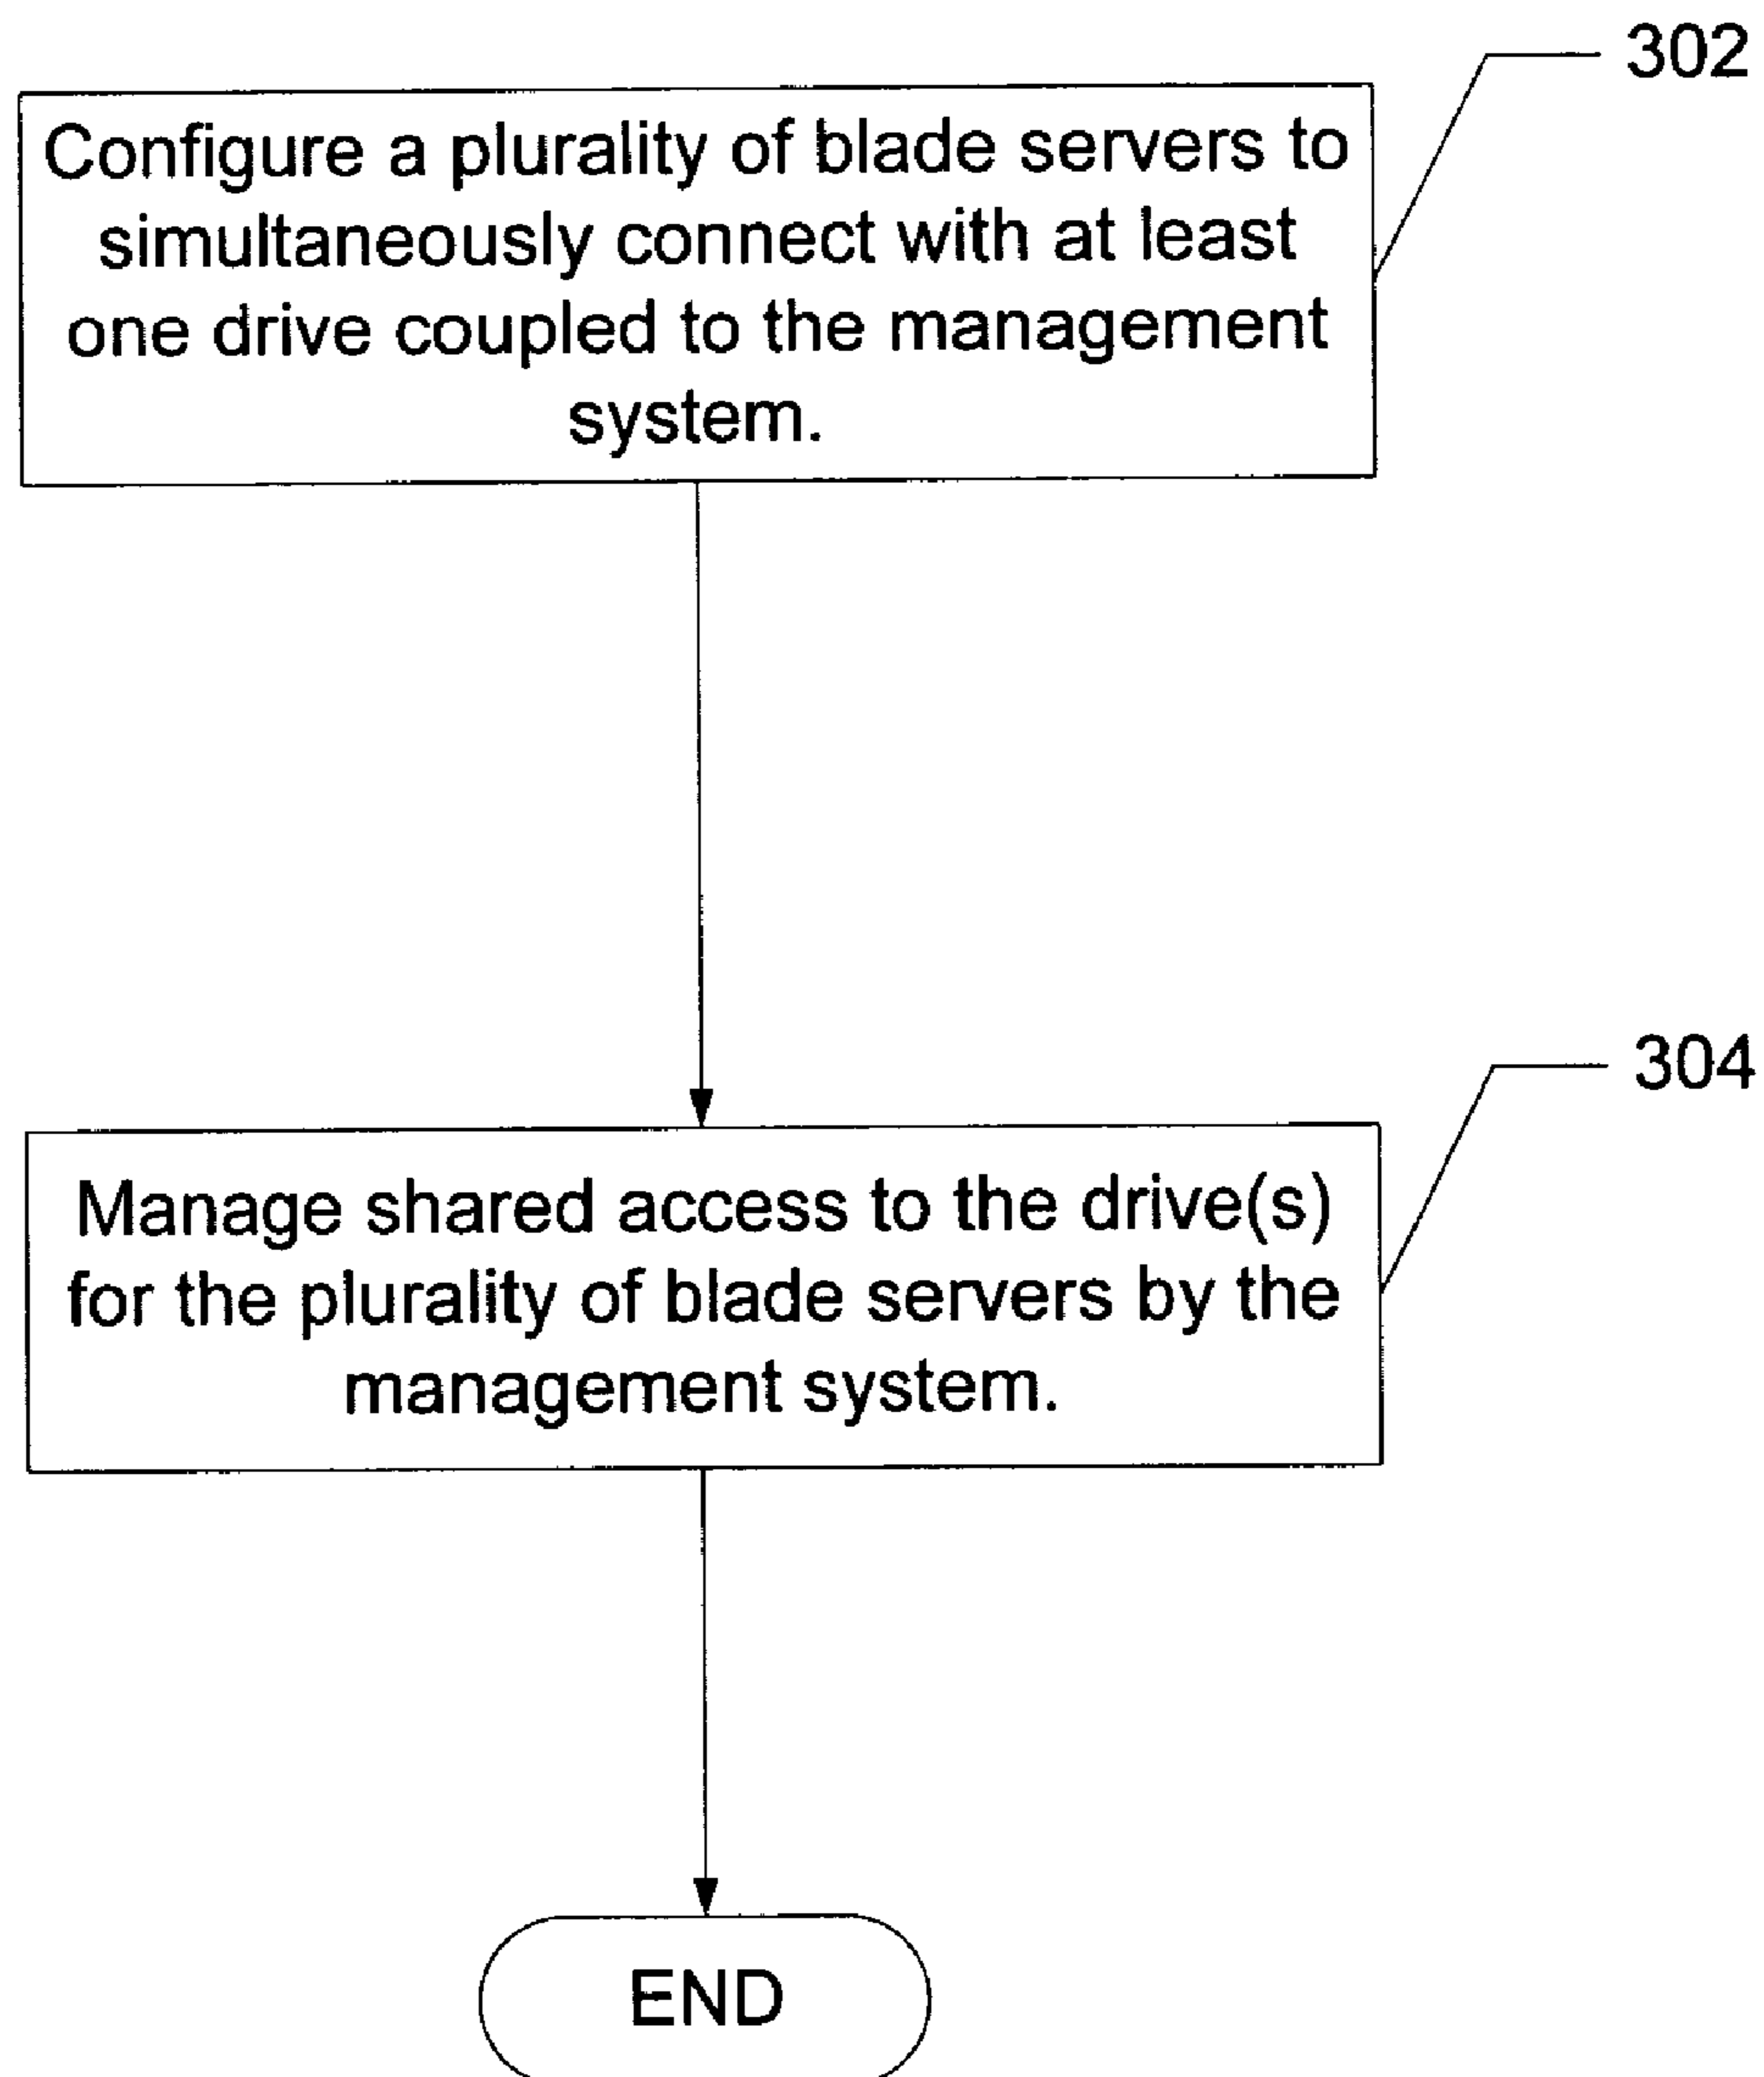 302
Configure a plurality of blade servers to
simultaneously connect with at least
one drive coupled to the management
system.
304
Manage shared access to the drive(s)
for the plurality of blade servers by the
management system.
END